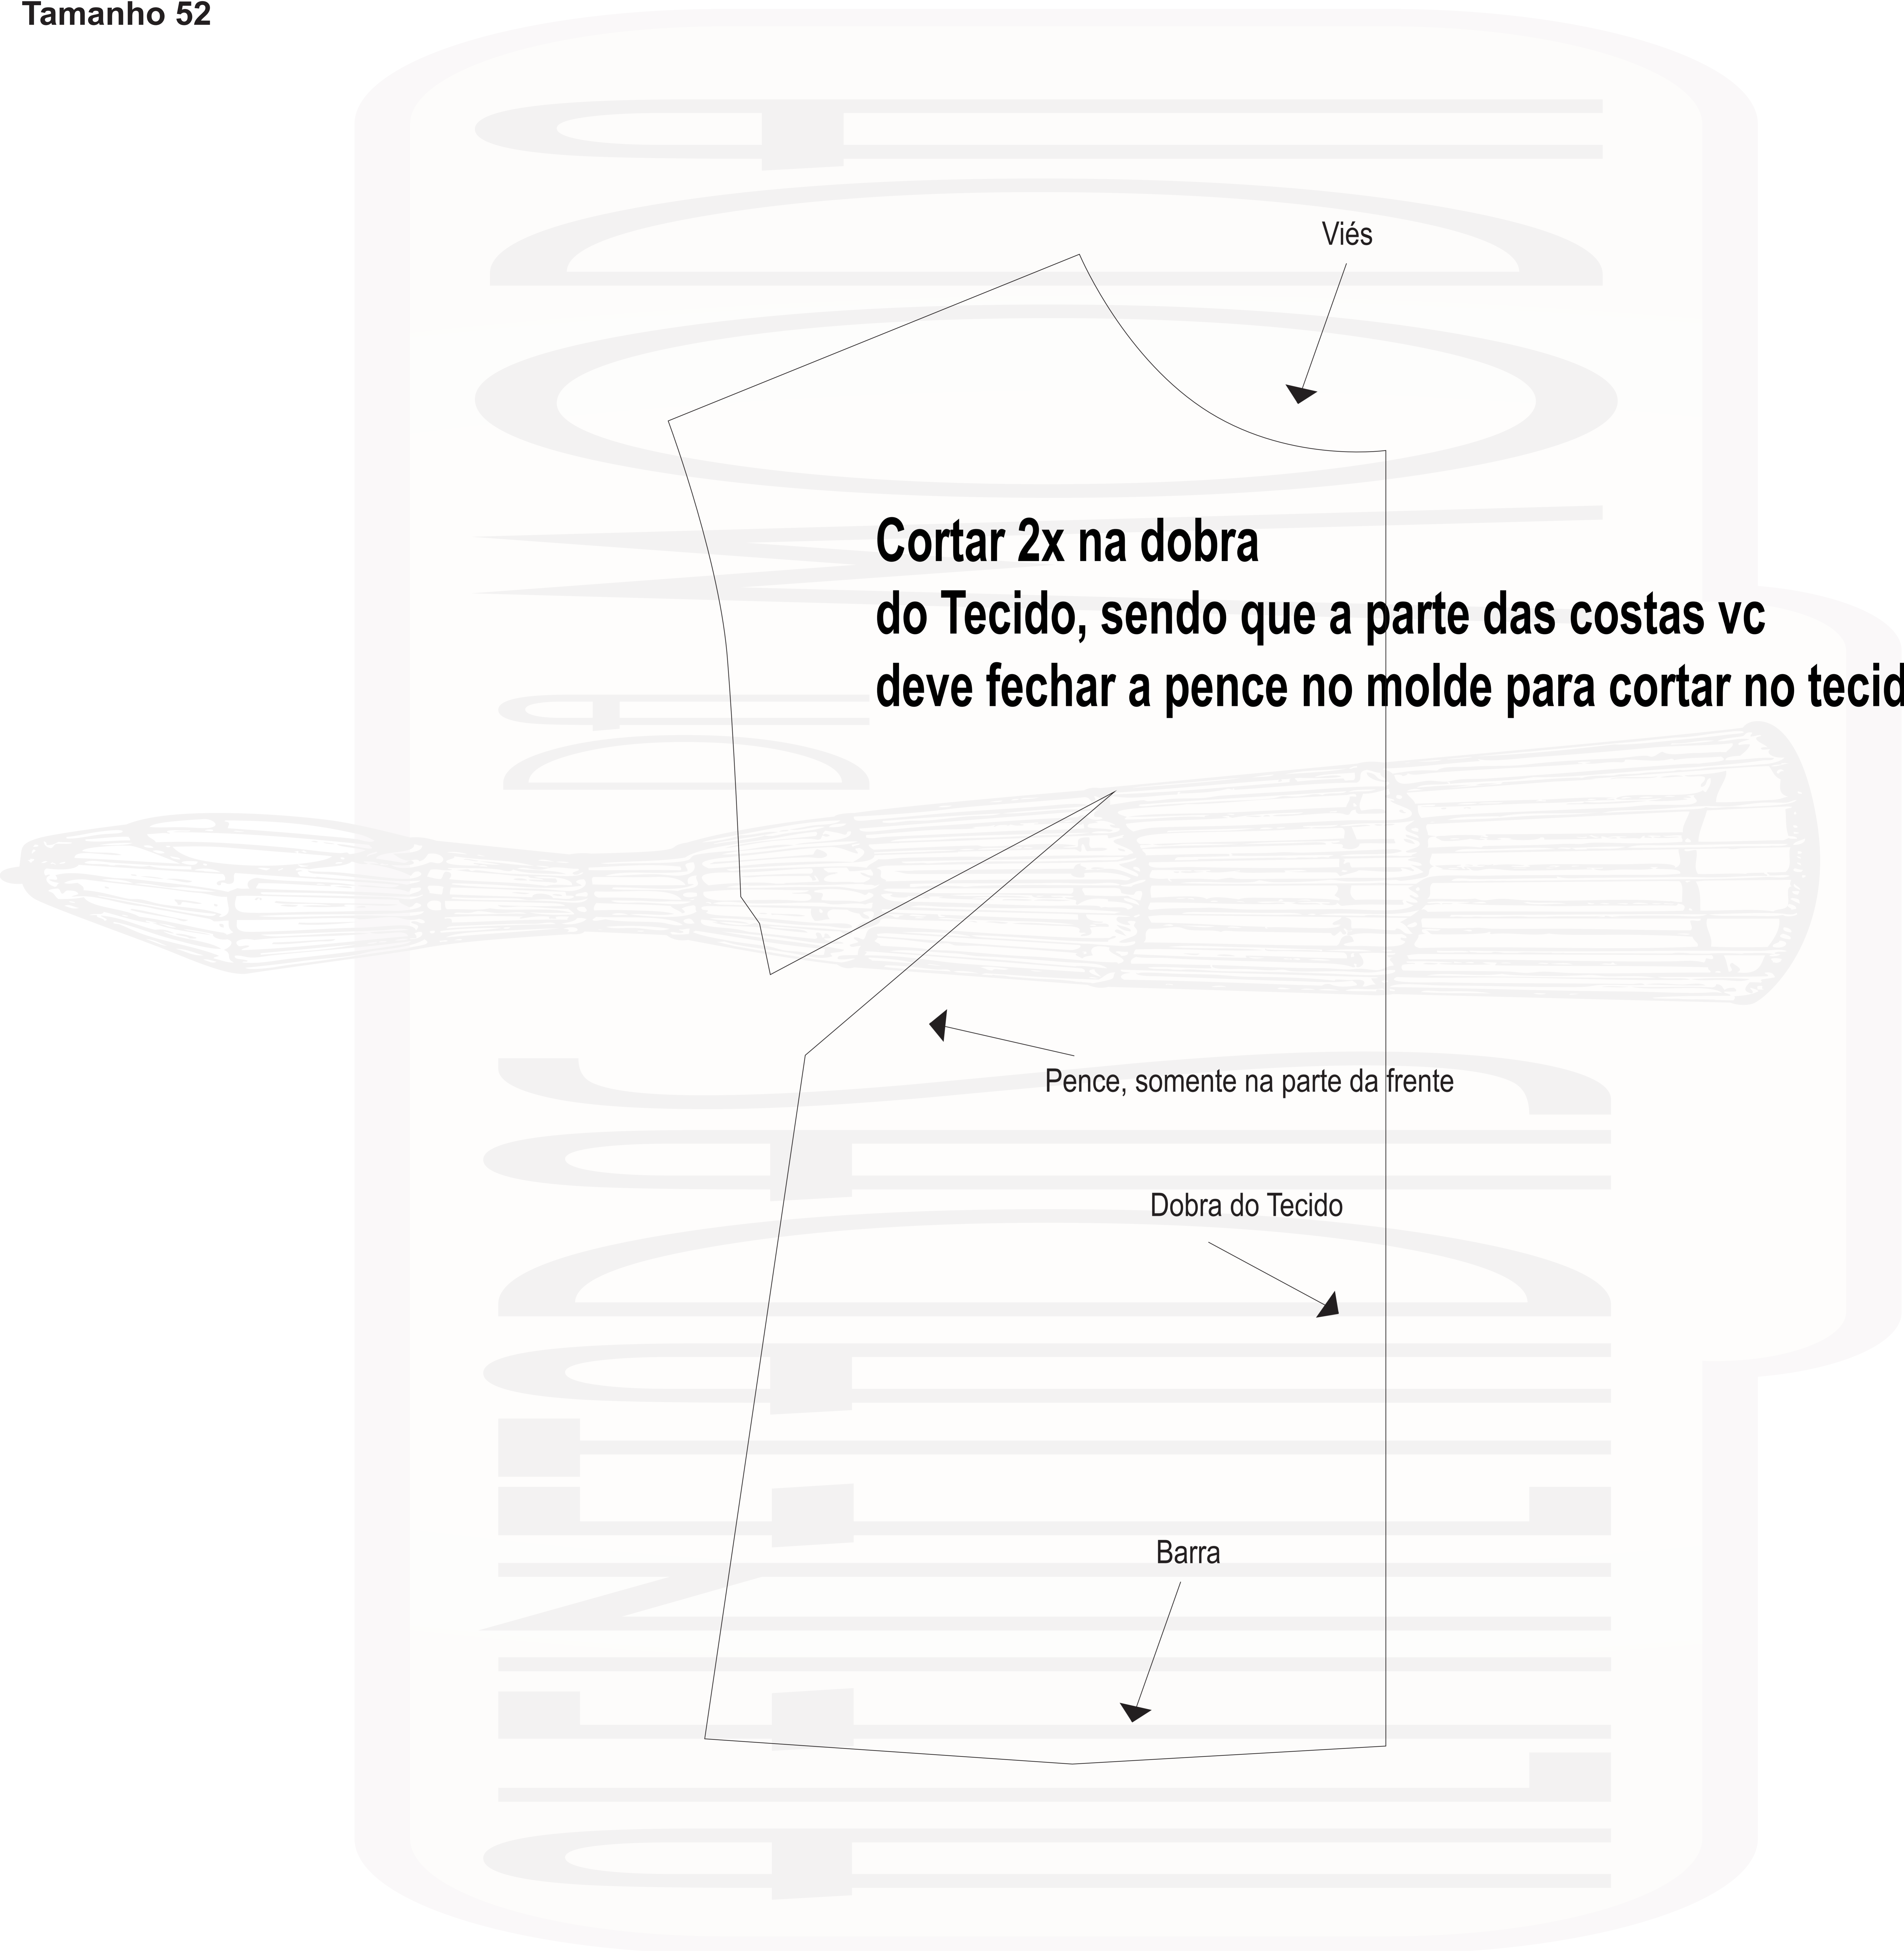 Tamanho 52
Viés
Cortar 2x na dobra
do Tecido, sendo que a parte das costas vc
deve fechar a pence no molde para cortar no tecid
Pence, somente na parte da frente
Dobra do Tecido
Barra